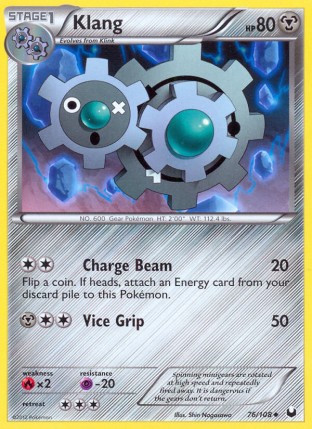 STAGE1 Klang HP80
Evolves from Klink
NO. 600 Gear Pokémon. HT: 2'00" WT: 112.4 lbs.
Charge Beam 20
Flip a coin. If heads, attach an Energy card from your
discard pile to this Pokémon.
Vice Grip 50
weakness resistance
×2 -20
retreat
Spinning minigears are rotated
at high speed and repeatedly
fired away. It is dangerous if
the gears don't return.
©2012 Pokémon Illus. Shin Nagasawa 76/108